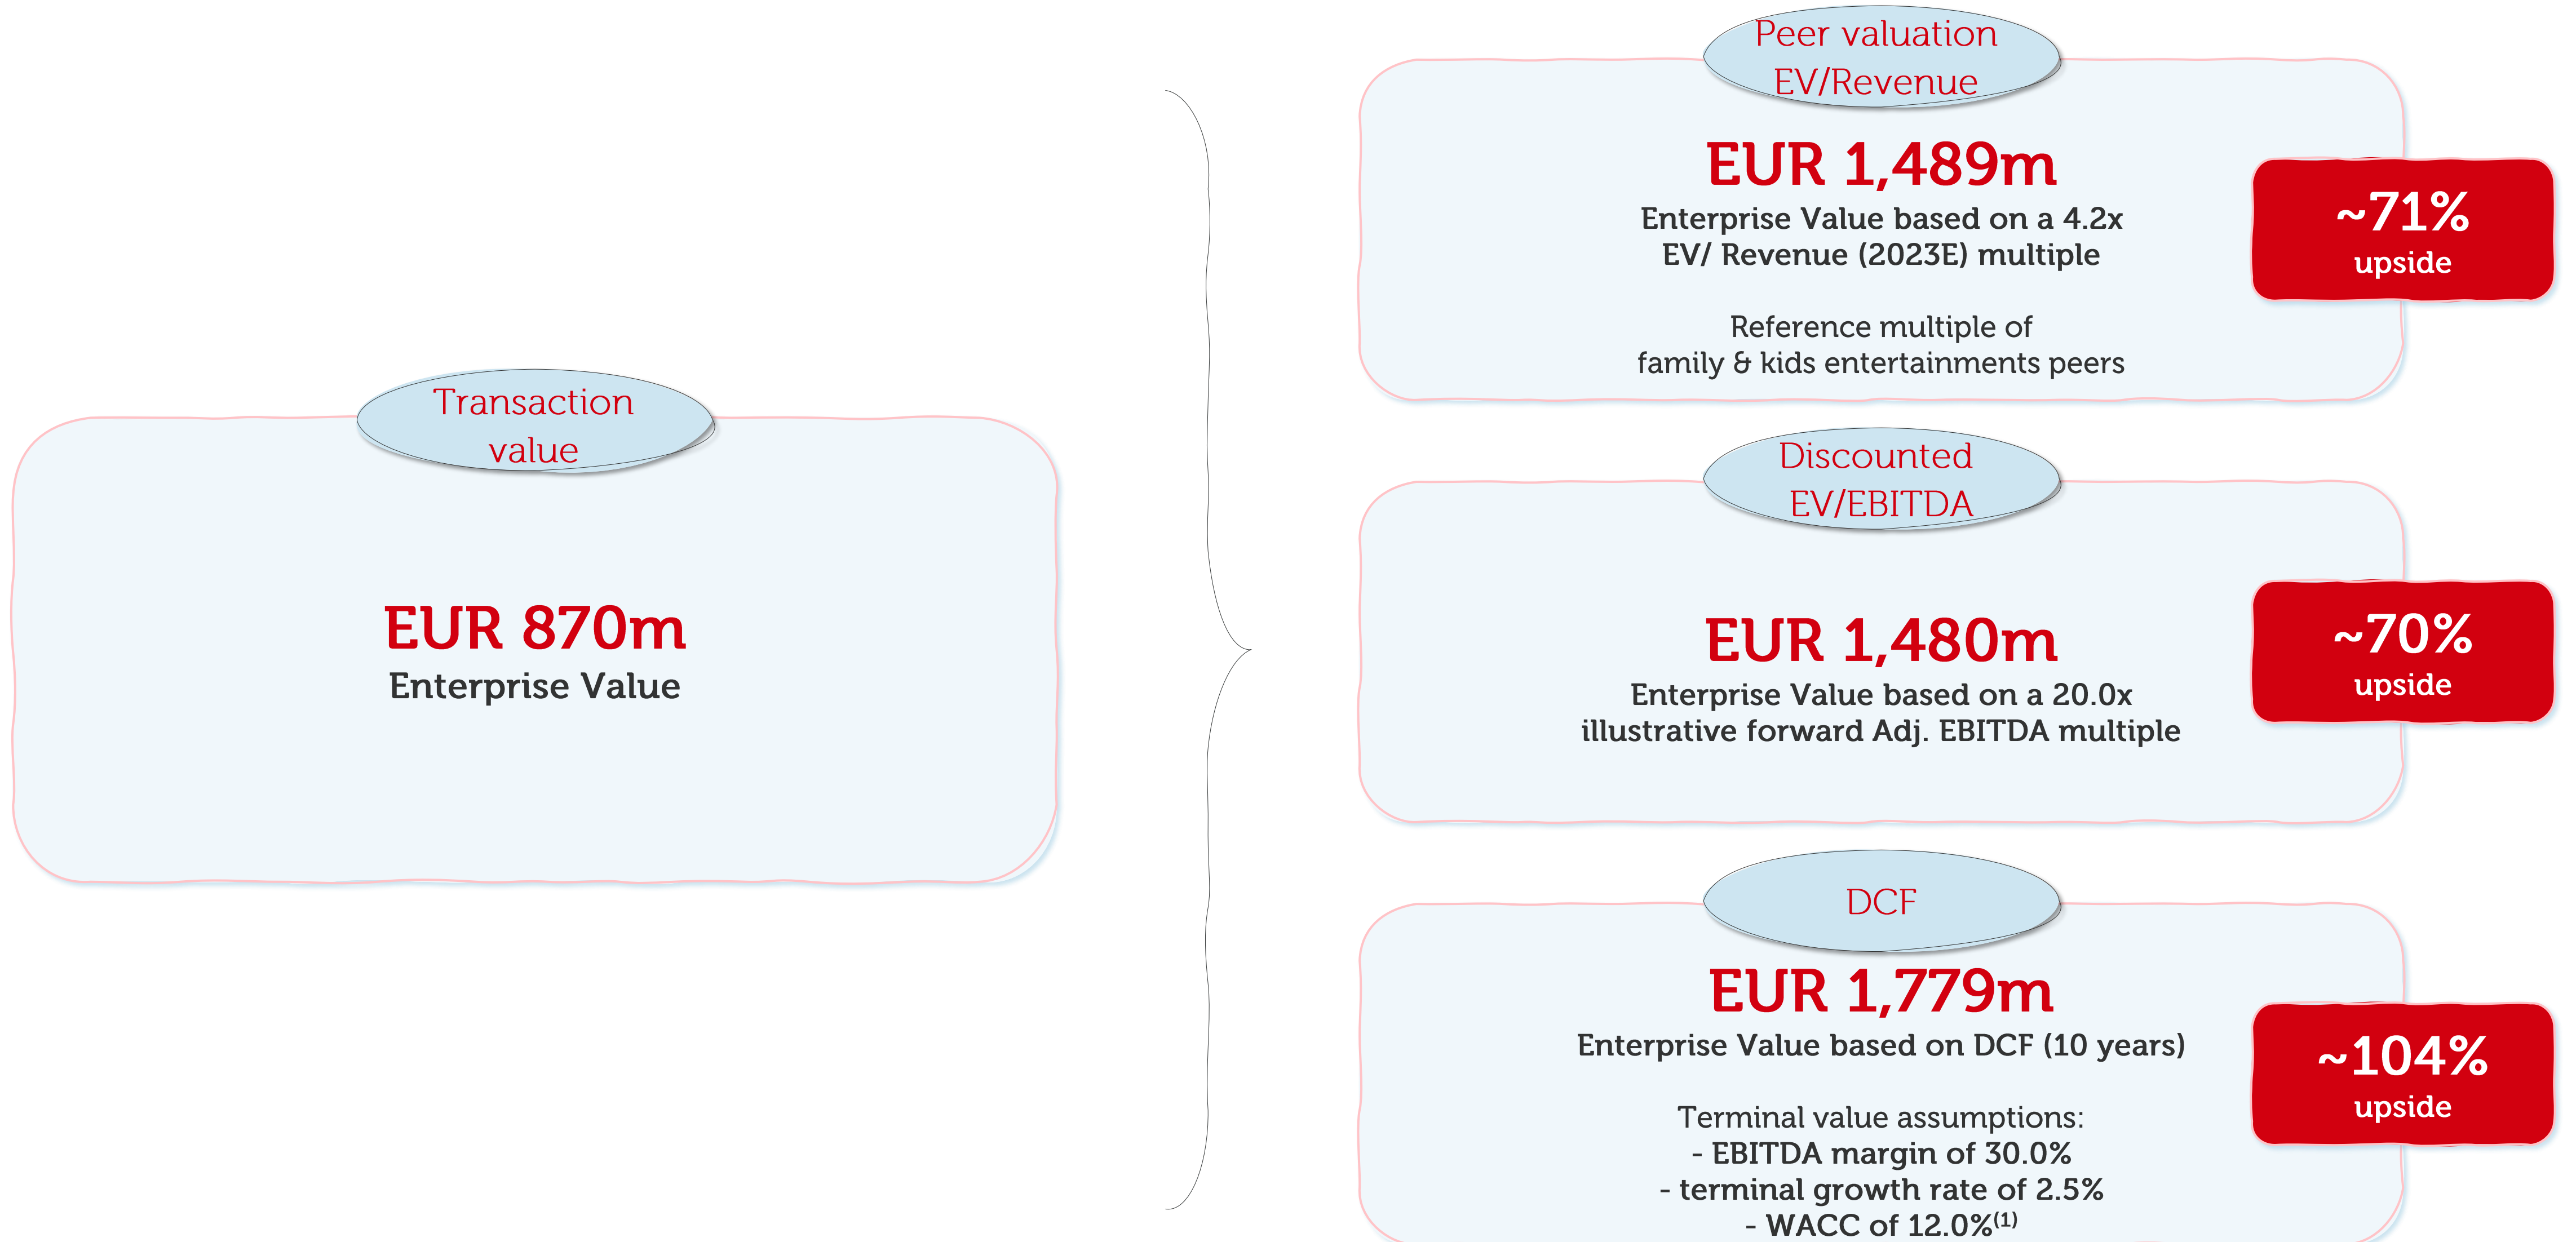 Transaction
value
EUR 870m
Enterprise Value
Peer valuation
EV/Revenue
EUR 1,489m
Enterprise Value based on a 4.2x
EV/ Revenue (2023E) multiple
Reference multiple of
family & kids entertainments peers
~71%
upside
Discounted
EV/EBITDA
EUR 1,480m
Enterprise Value based on a 20.0x
illustrative forward Adj. EBITDA multiple
~70%
upside
DCF
EUR 1,779m
Enterprise Value based on DCF (10 years)
Terminal value assumptions:
- EBITDA margin of 30.0%
- terminal growth rate of 2.5%
- WACC of 12.0%(1)
~104%
upside